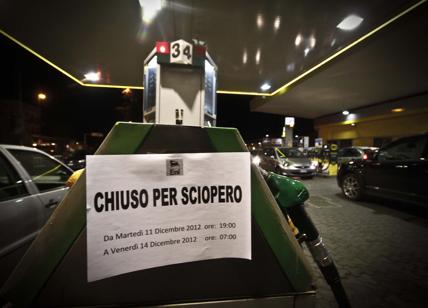 34
eni
CHIUSO PER SCIOPERO
Da Martedì 11 Dicembre 2012 ore: 19:00
A Venerdì 14 Dicembre 2012 ore: 07:00